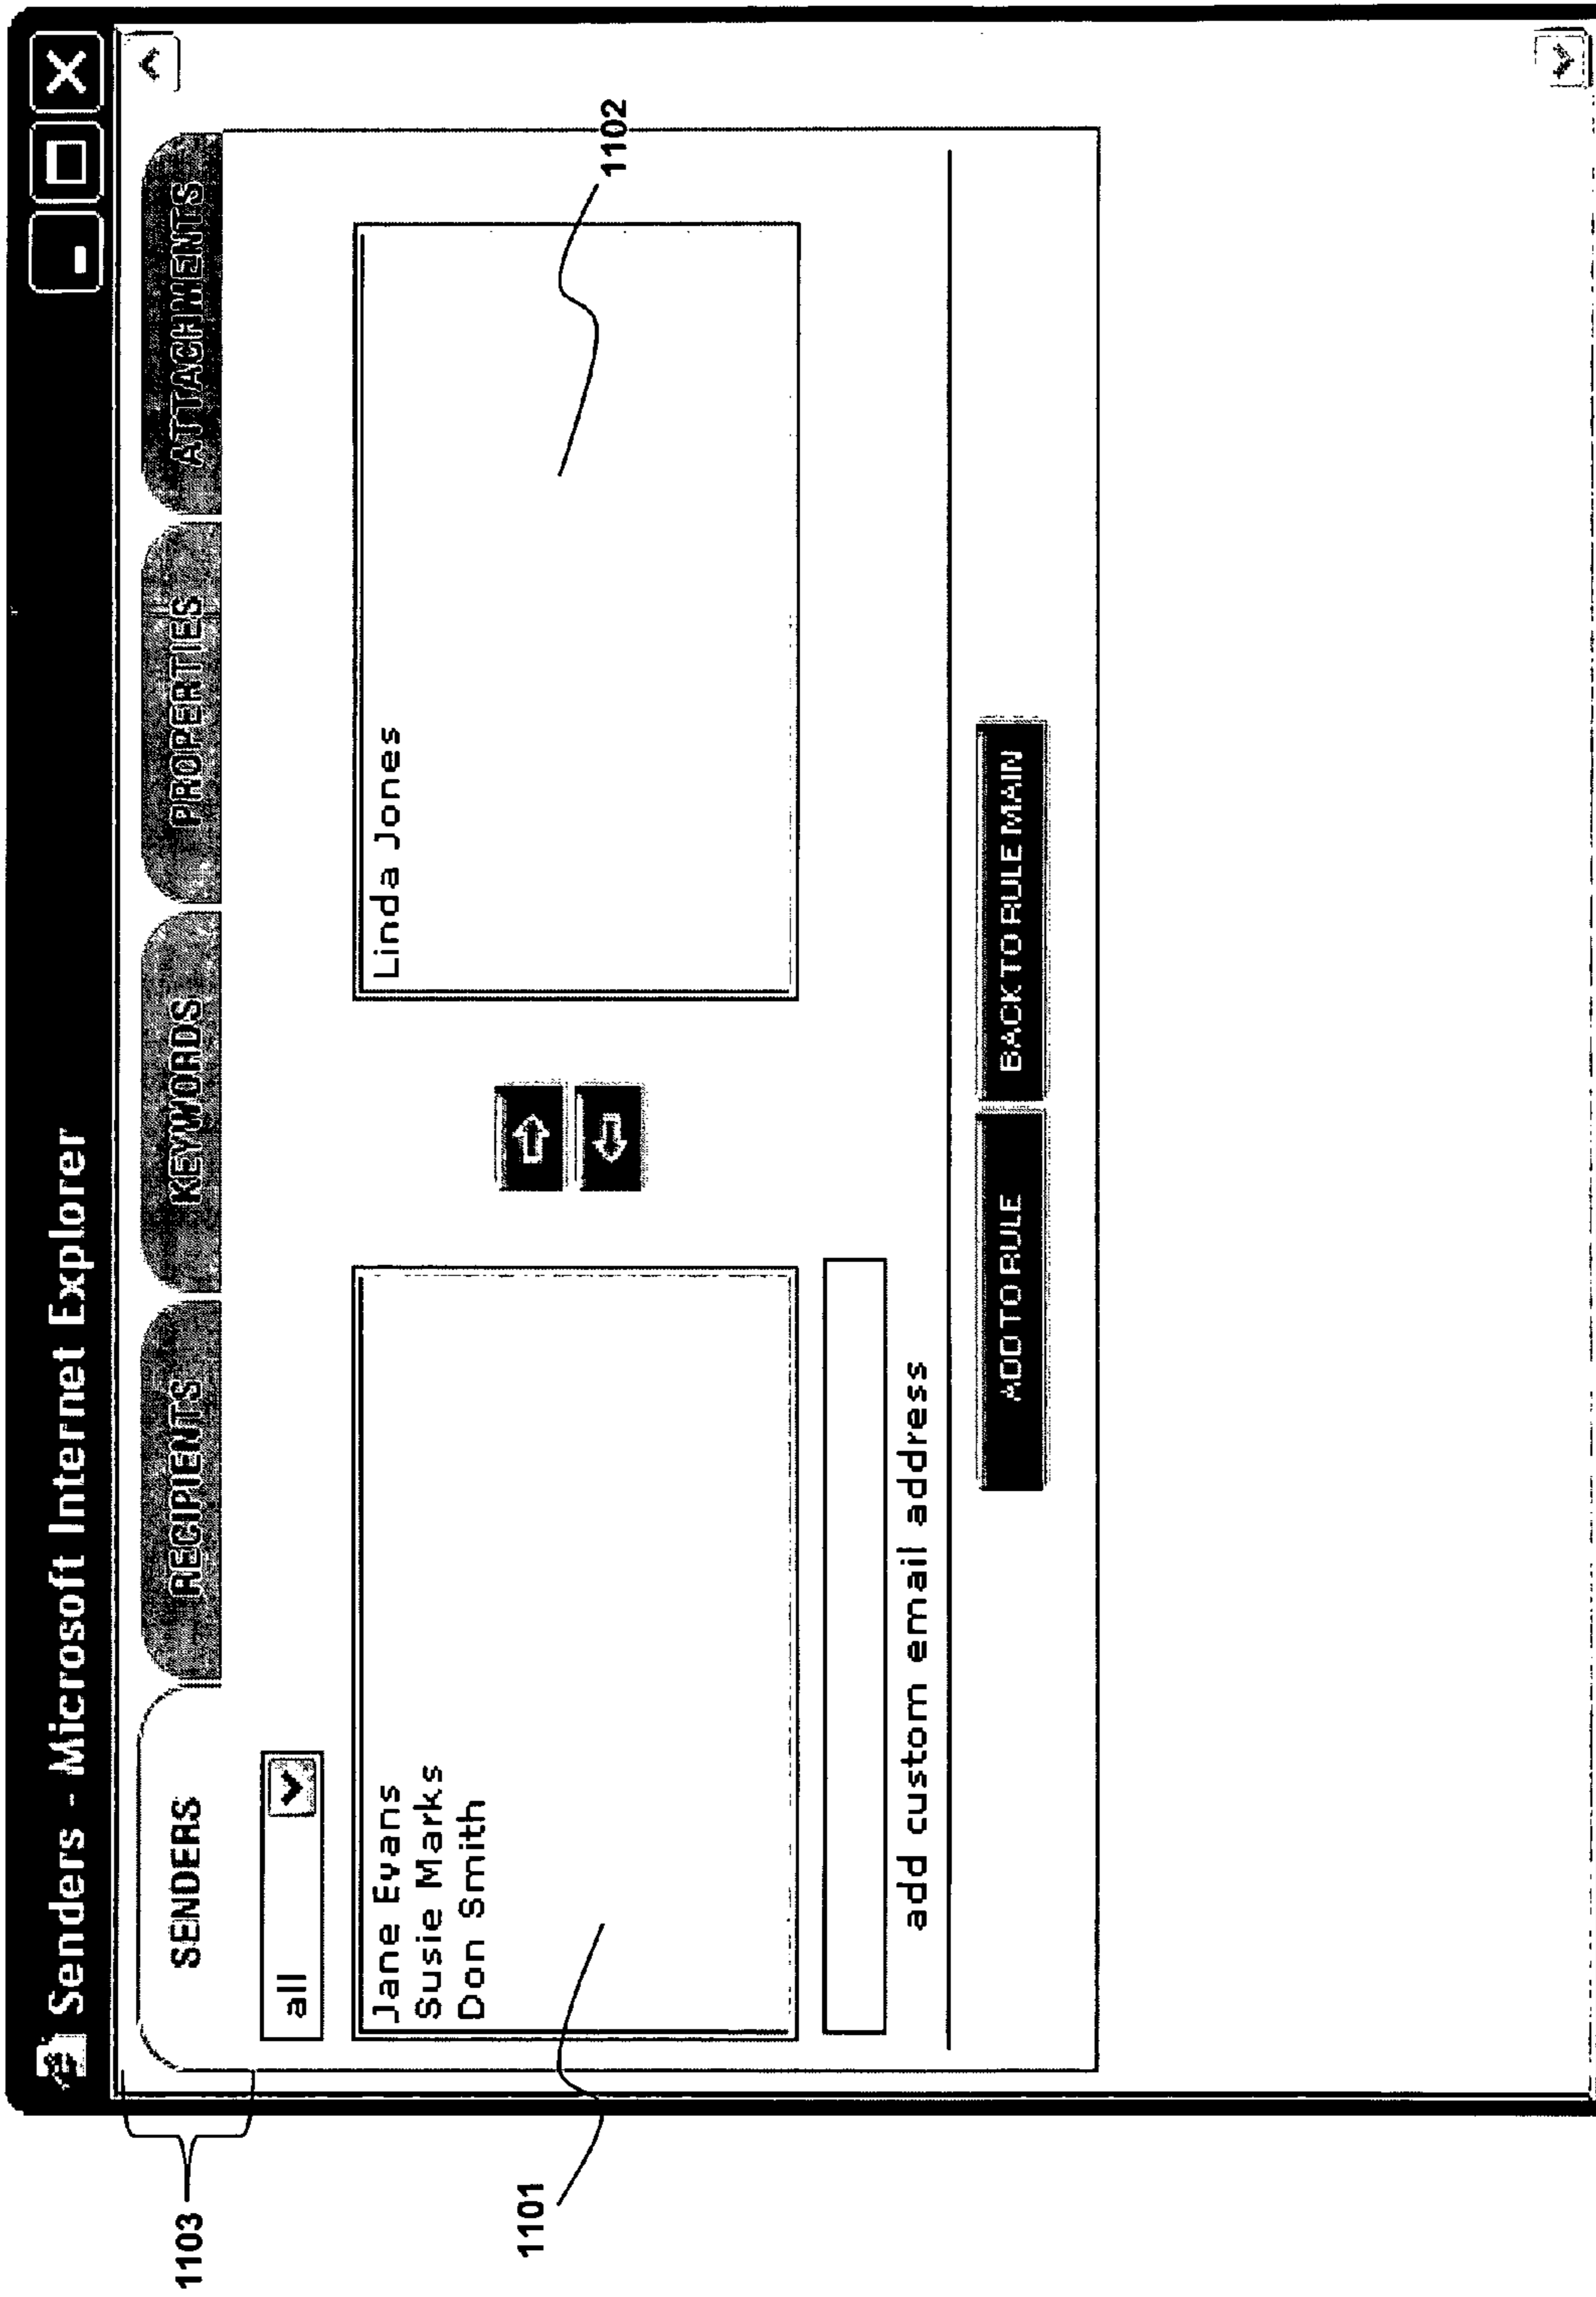 Senders - Microsoft Internet Explorer
1103
SENDERS RECIPIENTS KEYWORDS PROPERTIES ATTACHMENTS
all
Jane Evans
Susie Marks
Don Smith
Linda Jones
1101
1102
add custom email address
ADD TO RULE BACK TO RULE MAIN